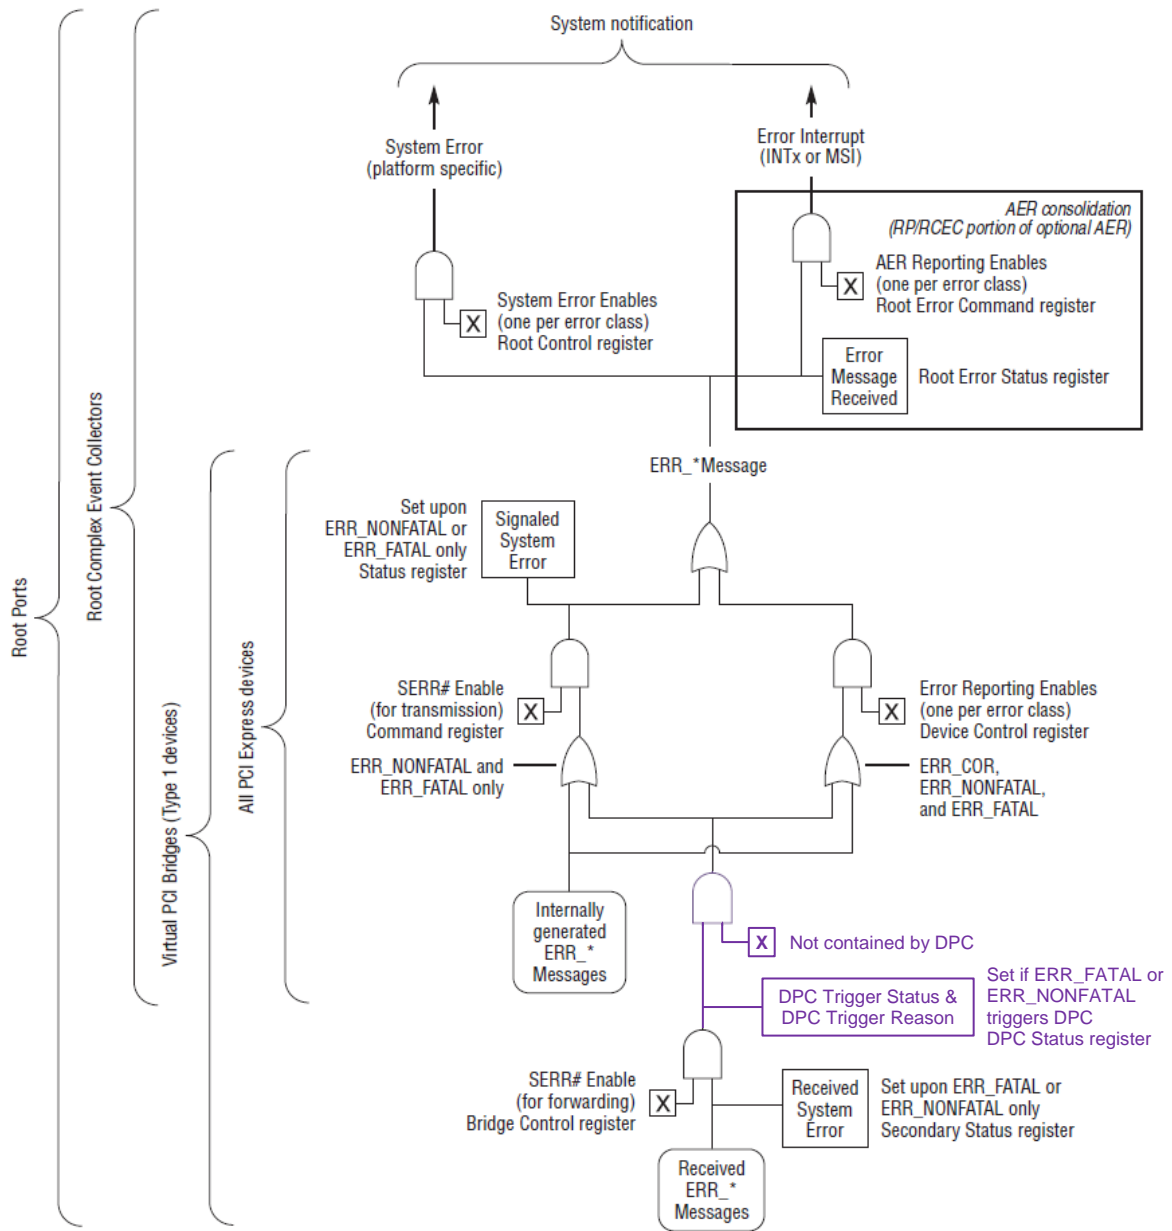 System notification
System Error
(platform specific)
Error Interrupt
(INTx or MSI)
AER consolidation
(RP/RCEC portion of optional AER)
AER Reporting Enables
(one per error class)
Root Error Command register
X
System Error Enables
(one per error class)
Root Control register
X
Error
Message
Received
Root Error Status register
ERR_*Message
Set upon
ERR_NONFATAL or
ERR_FATAL only
Status register
Signaled
System
Error
SERR# Enable
(for transmission)
Command register
X
X
Error Reporting Enables
(one per error class)
Device Control register
ERR_NONFATAL and
ERR_FATAL only
ERR_COR,
ERR_NONFATAL,
and ERR_FATAL
Internally
generated
ERR_*
Messages
X
Not contained by DPC
DPC Trigger Status &
DPC Trigger Reason
Set if ERR_FATAL or
ERR_NONFATAL
triggers DPC
DPC Status register
SERR# Enable
(for forwarding)
Bridge Control register
X
Received
System
Error
Set upon ERR_FATAL or
ERR_NONFATAL only
Secondary Status register
Received
ERR_*
Messages
Root Ports
Root Complex Event Collectors
Virtual PCI Bridges (Type 1 devices)
All PCI Express devices